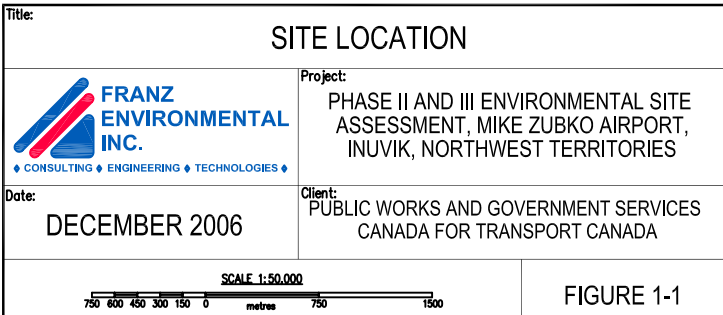 Title:
SITE LOCATION
FRANZ
ENVIRONMENTAL
INC.
CONSULTING ♦ ENGINEERING ♦ TECHNOLOGIES
Project:
PHASE II AND III ENVIRONMENTAL SITE
ASSESSMENT, MIKE ZUBKO AIRPORT,
INUVIK, NORTHWEST TERRITORIES
Date:
DECEMBER 2006
Client:
PUBLIC WORKS AND GOVERNMENT SERVICES
CANADA FOR TRANSPORT CANADA
SCALE 1:50,000
750 600 450 300 150 0 metres 750 1500
FIGURE 1-1